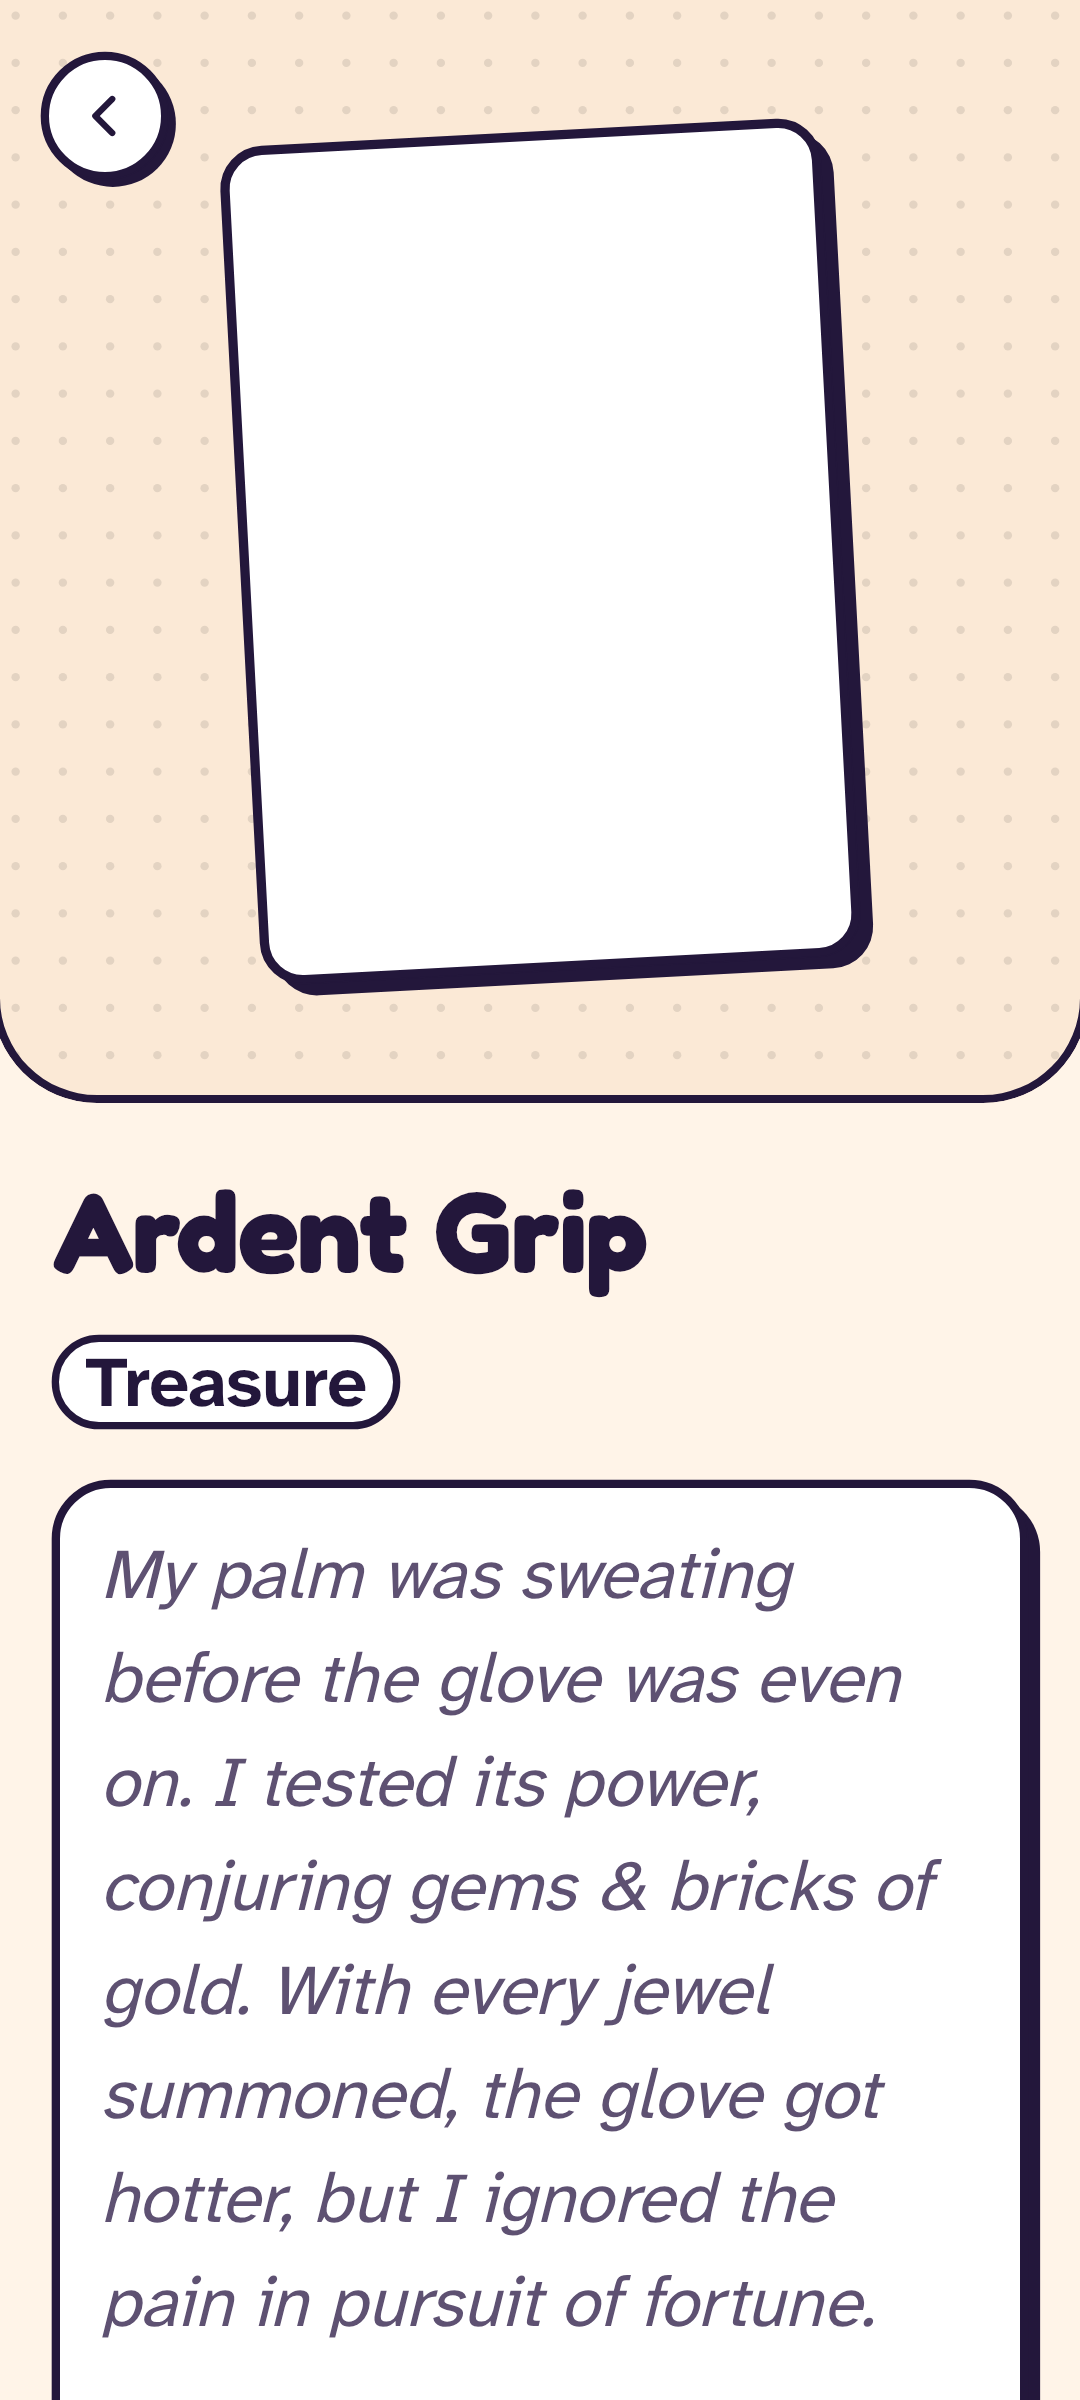 Ardent Grip
Treasure
My palm was sweating
before the glove was even
on. I tested its power,
conjuring gems & bricks of
gold. With every jewel
summoned, the glove got
hotter, but I ignored the
pain in pursuit of fortune.